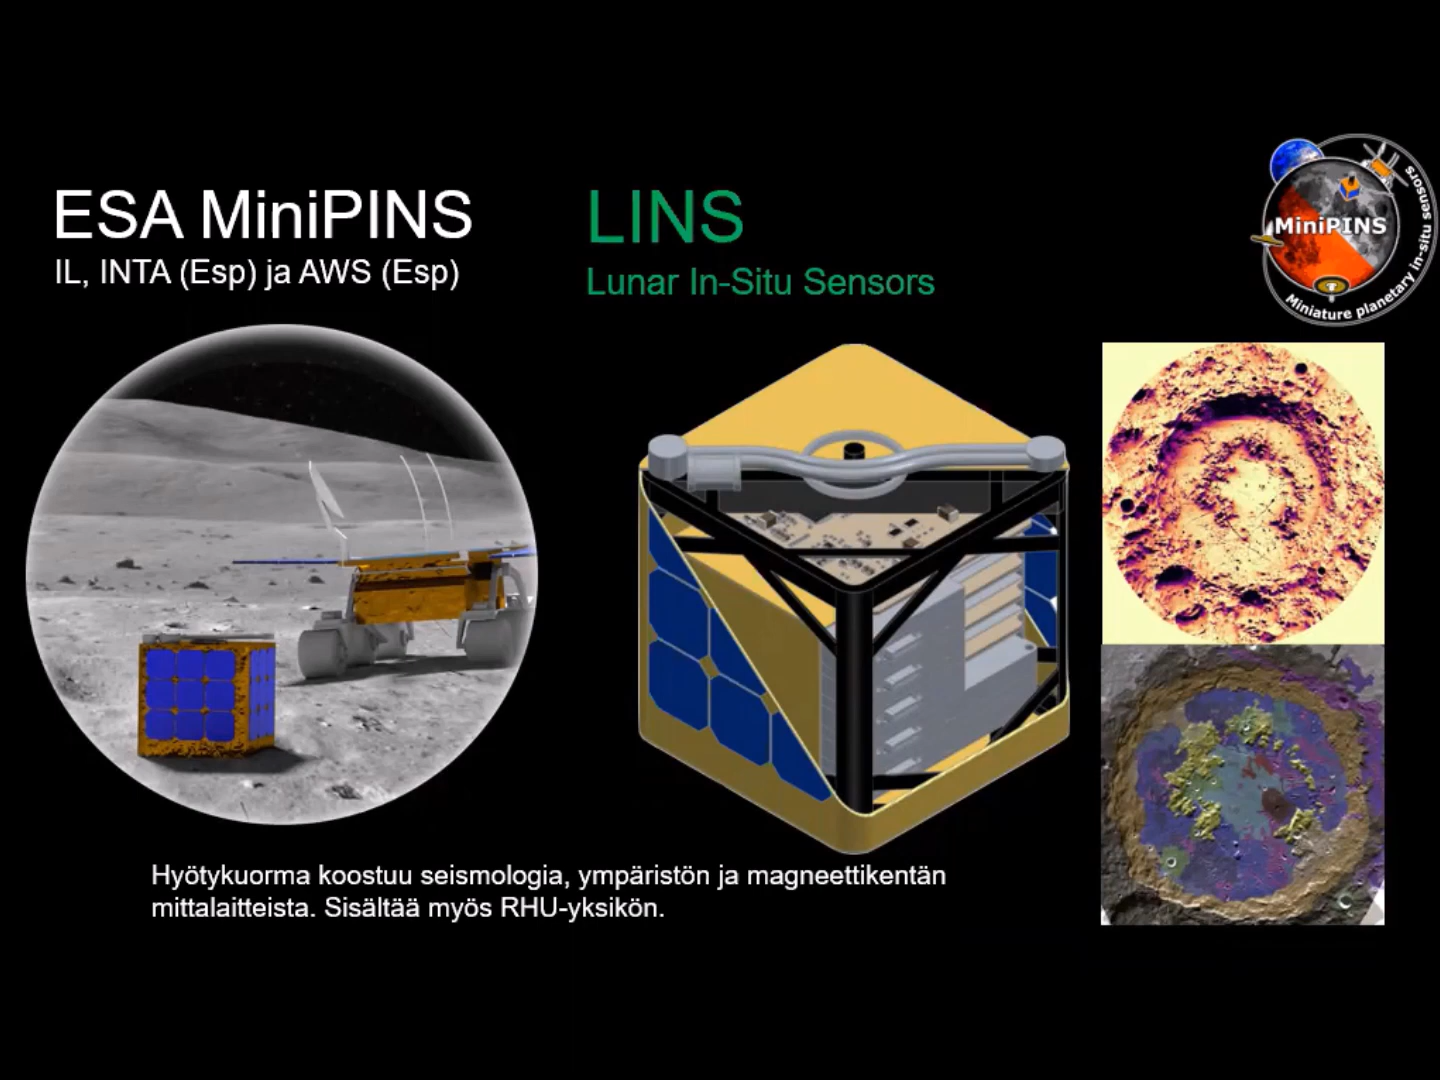 ESA MiniPINS
IL, INTA (Esp) ja AWS (Esp)
LINS
Lunar In-Situ Sensors
MiniPINS
Miniature planetary in-situ sensors
Hyötykuorma koostuu seismologia, ympäristön ja magneettikentän
mittalaitteista. Sisältää myös RHU-yksikön.